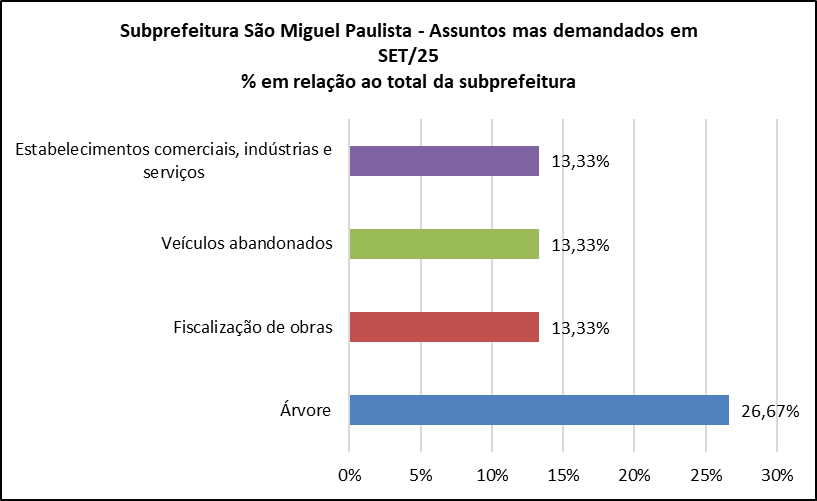 Subprefeitura São Miguel Paulista - Assuntos mas demandados em
SET/25
% em relação ao total da subprefeitura
Estabelecimentos comerciais, indústrias e
serviços
13,33%
Veículos abandonados
13,33%
Fiscalização de obras
13,33%
Árvore
26,67%
0%
5%
10%
15%
20%
25%
30%